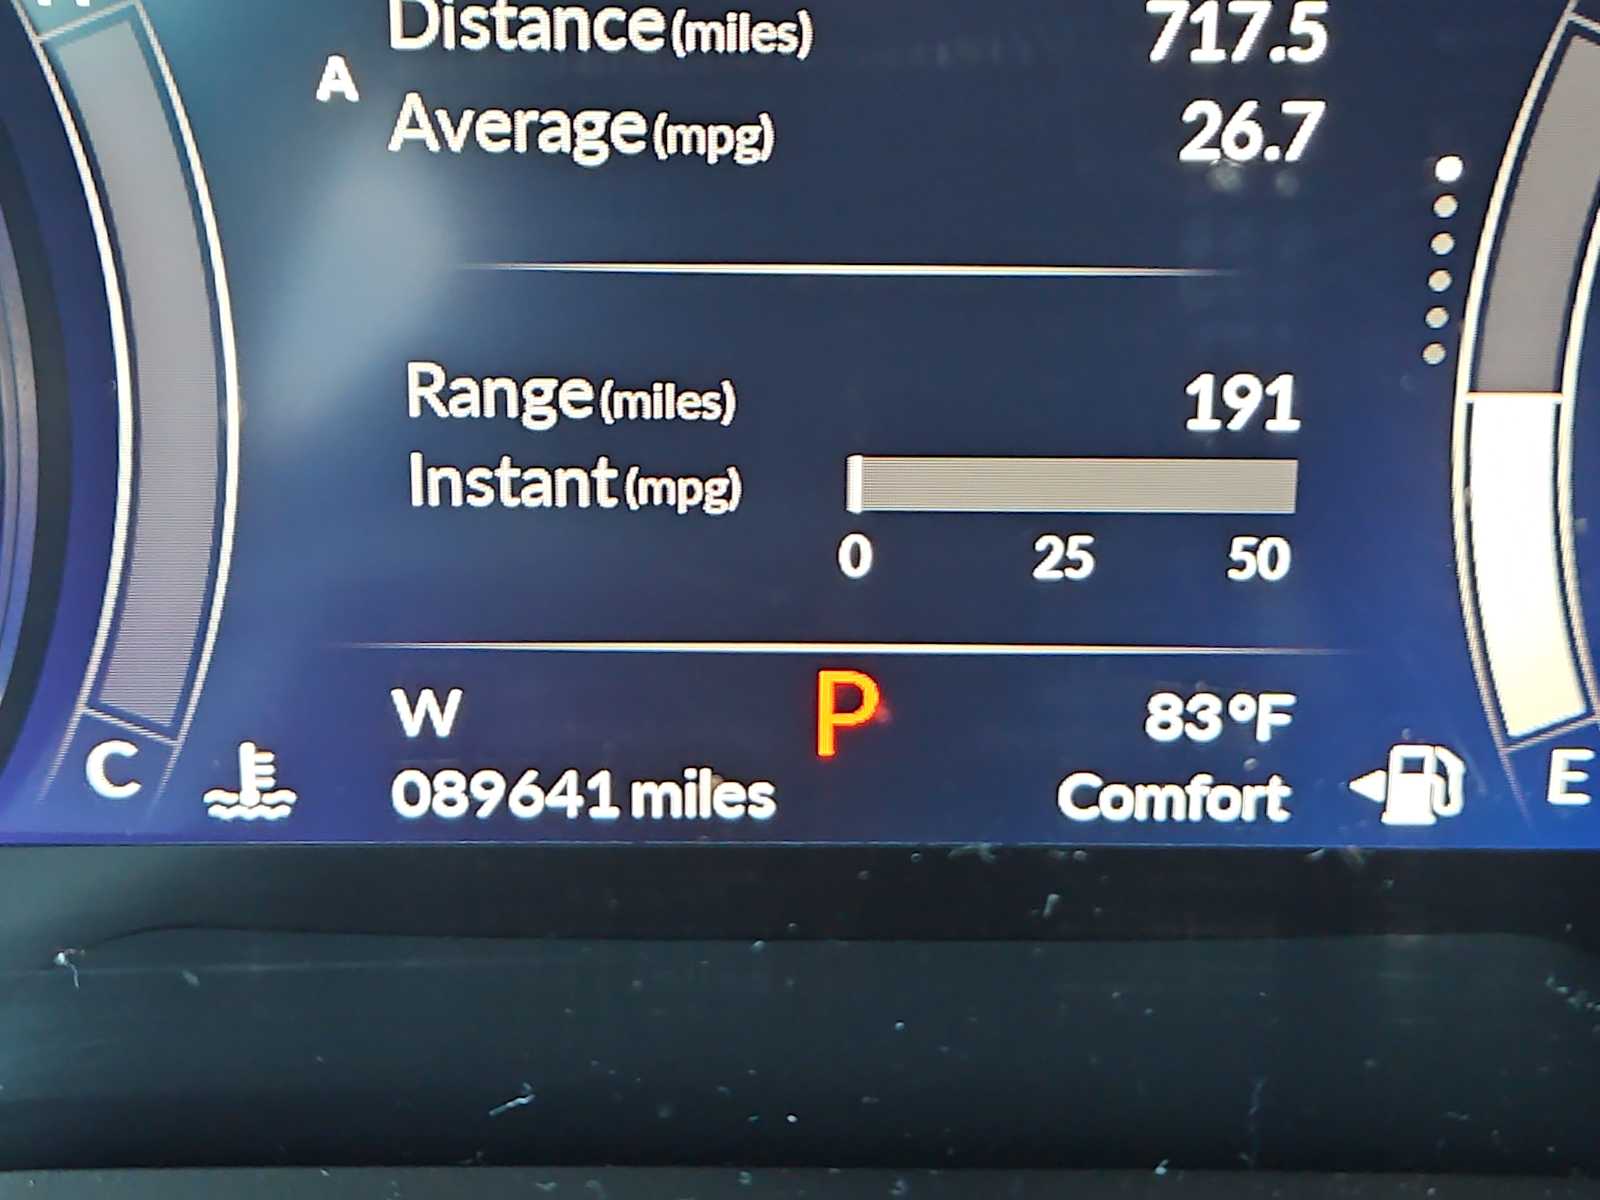 Distance (miles) 717.5
A
Average (mpg) 26.7
Range (miles) 191
Instant (mpg)
0 25 50
W P 83°F
C 089641 miles Comfort E